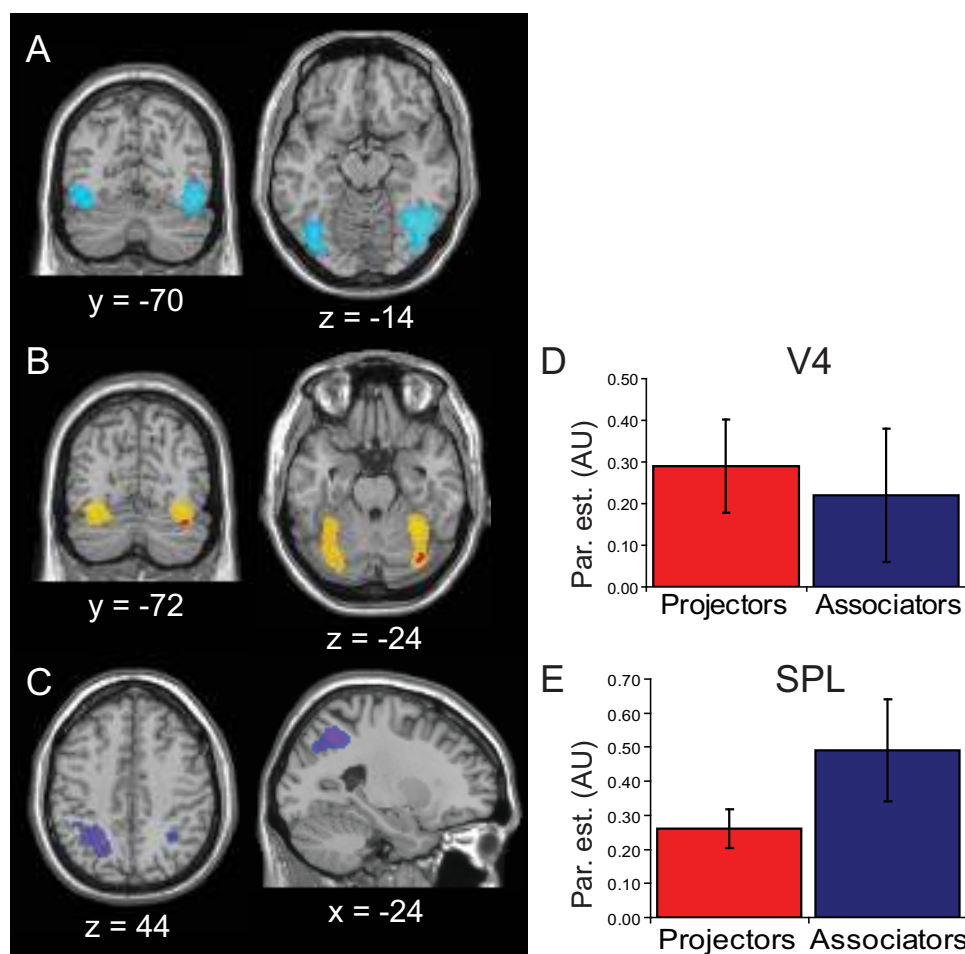 A
y = -70
z = -14
B
y = -72
z = -24
C
z = 44
x = -24
D
V4
Par. est. (AU)
0.50
0.40
0.30
0.20
0.10
0.00
Projectors Associators
E
SPL
Par. est. (AU)
0.70
0.60
0.50
0.40
0.30
0.20
0.10
0.00
Projectors Associators